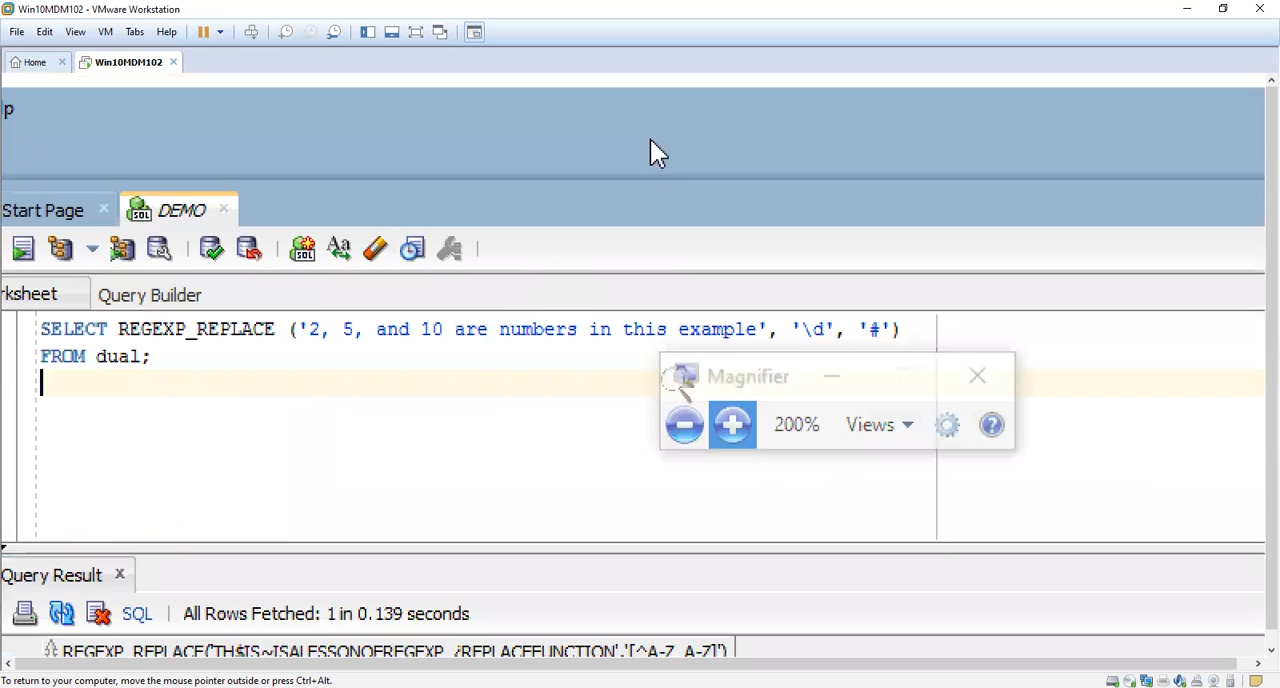 Win10MDM102 - VMware Workstation
File Edit View VM Tabs Help
Home Win10MDM102
lp
Start Page DEMO
rksheet Query Builder
SELECT REGEXP_REPLACE ('2, 5, and 10 are numbers in this example', '\d', '#')
FROM dual;
Magnifier
200% Views
Query Result
SQL All Rows Fetched: 1 in 0.139 seconds
To return to your computer, move the mouse pointer outside or press Ctrl+Alt.